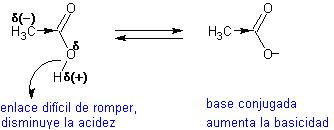 δ(−) O
H₃C δ
O
H δ(+)
enlace difícil de romper,
disminuye la acidez
O
H₃C
O−
base conjugada
aumenta la basicidad